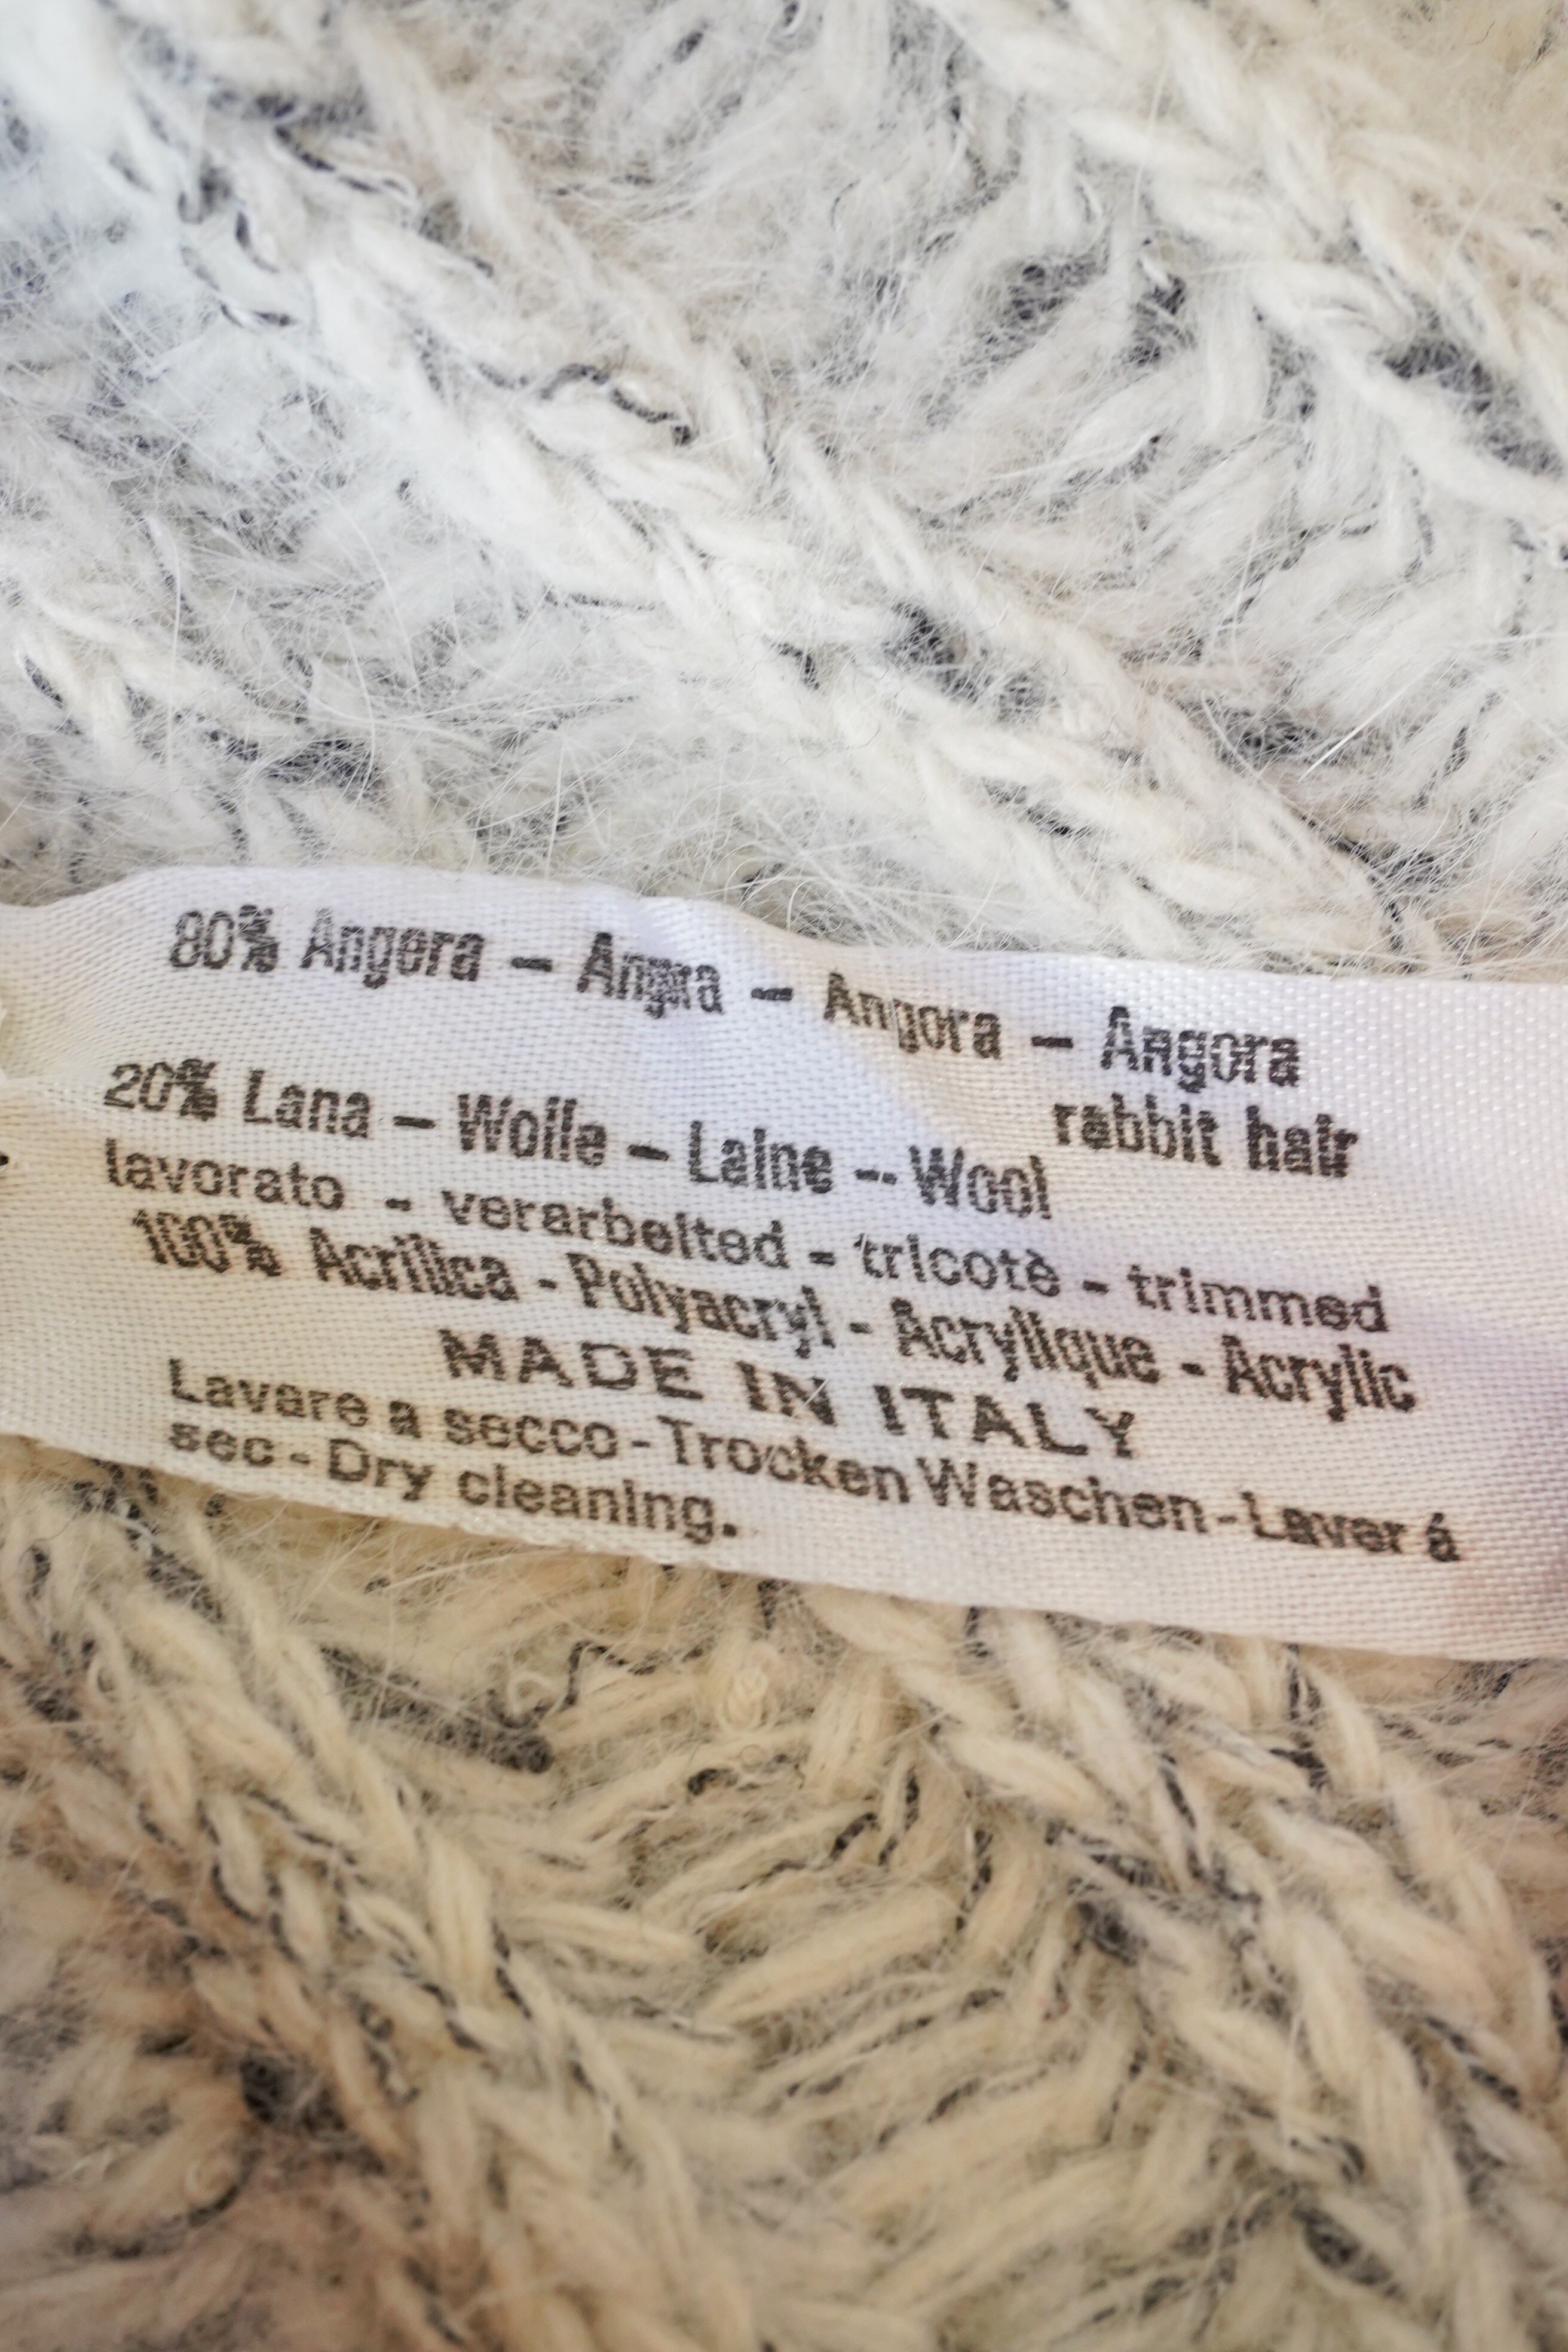 80% Angera - Angra - Angora - Angora
rabbit hair
20% Lana - Wolle - Laine - Wool
lavorato - verarbeited - tricotè - trimmed
100% Acrilica - Polyacryl - Acrylique - Acrylic
MADE IN ITALY
Lavare a secco - Trocken Waschen - Laver á
sec - Dry cleaning.